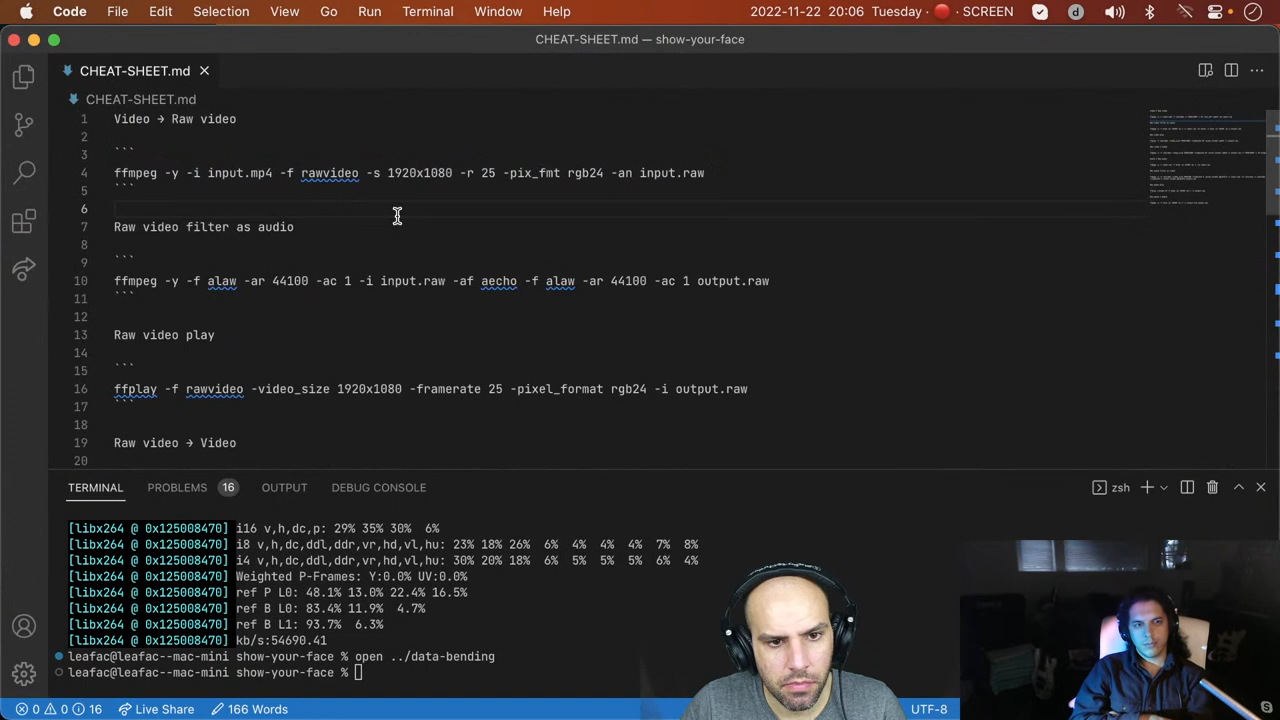 Code File Edit Selection View Go Run Terminal Window Help 2022-11-22 20:06 Tuesday SCREEN
CHEAT-SHEET.md — show-your-face
CHEAT-SHEET.md
CHEAT-SHEET.md
1 Video → Raw video
2
3 ```
4 ffmpeg -y -i input.mp4 -f rawvideo -s 1920x1080 -r 25 -pix_fmt rgb24 -an input.raw
5 ```
6
7 Raw video filter as audio
8
9 ```
10 ffmpeg -y -f alaw -ar 44100 -ac 1 -i input.raw -af aecho -f alaw -ar 44100 -ac 1 output.raw
11 ```
12
13 Raw video play
14
15 ```
16 ffplay -f rawvideo -video_size 1920x1080 -framerate 25 -pixel_format rgb24 -i output.raw
17 ```
18
19 Raw video → Video
20
TERMINAL PROBLEMS 16 OUTPUT DEBUG CONSOLE zsh
[libx264 @ 0x125008470] i16 v,h,dc,p: 29% 35% 30% 6%
[libx264 @ 0x125008470] i8 v,h,dc,ddl,ddr,vr,hd,vl,hu: 23% 18% 26% 6% 4% 4% 4% 7% 8%
[libx264 @ 0x125008470] i4 v,h,dc,ddl,ddr,vr,hd,vl,hu: 30% 20% 18% 6% 5% 5% 5% 6% 4%
[libx264 @ 0x125008470] Weighted P-Frames: Y:0.0% UV:0.0%
[libx264 @ 0x125008470] ref P L0: 48.1% 13.0% 22.4% 16.5%
[libx264 @ 0x125008470] ref B L0: 83.4% 11.9% 4.7%
[libx264 @ 0x125008470] ref B L1: 93.7% 6.3%
[libx264 @ 0x125008470] kb/s:54690.41
leafac@leafac--mac-mini show-your-face % open ../data-bending
leafac@leafac--mac-mini show-your-face %
0 0 16 Live Share 166 Words UTF-8